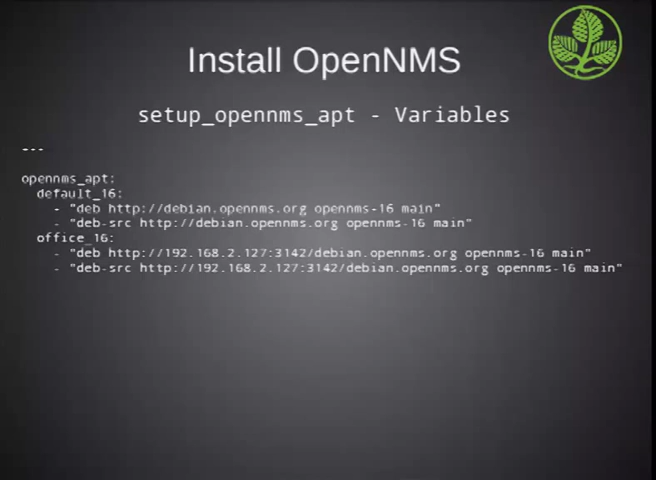 Install OpenNMS
setup_opennms_apt - Variables
---
opennms_apt:
default_16:
- "deb http://debian.opennms.org opennms-16 main"
- "deb-src http://debian.opennms.org opennms-16 main"
office_16:
- "deb http://192.168.2.127:3142/debian.opennms.org opennms-16 main"
- "deb-src http://192.168.2.127:3142/debian.opennms.org opennms-16 main"